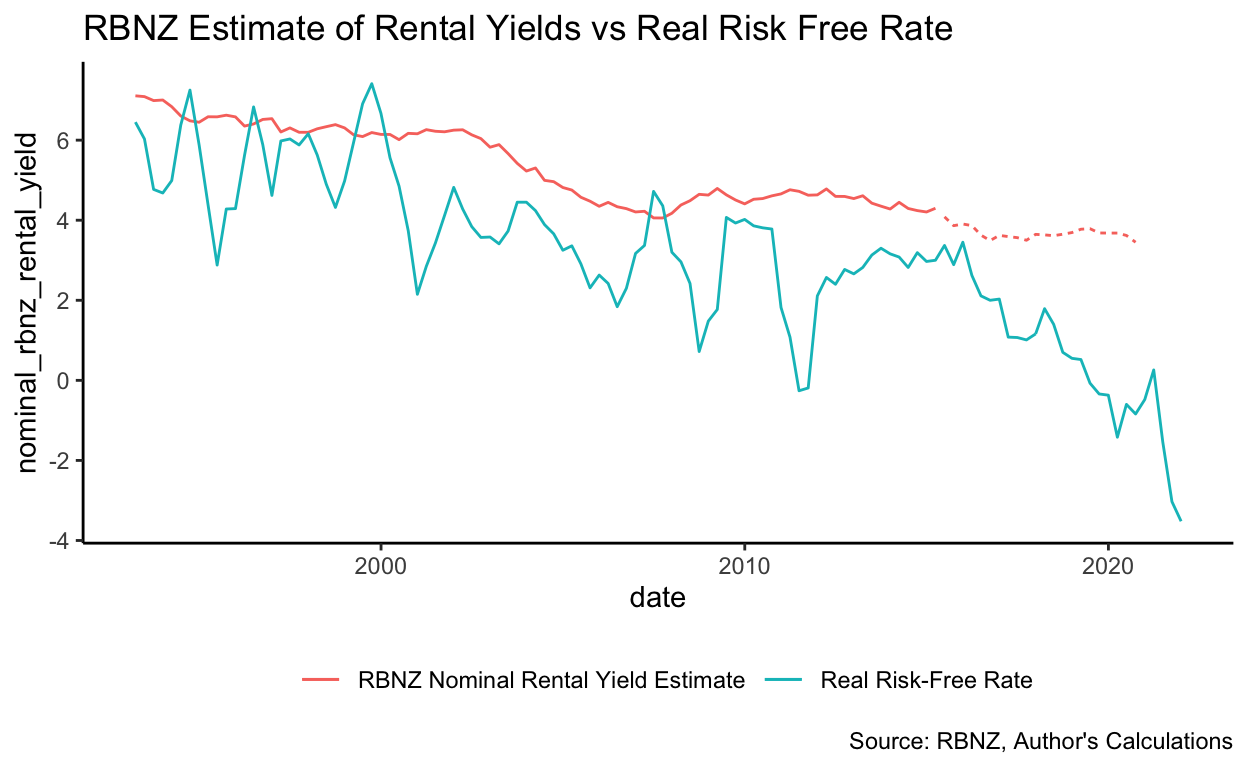 RBNZ Estimate of Rental Yields vs Real Risk Free Rate
nominal_rbnz_rental_yield
6
4
2
0
-2
-4
2000 2010 2020
date
RBNZ Nominal Rental Yield Estimate Real Risk-Free Rate
Source: RBNZ, Author's Calculations